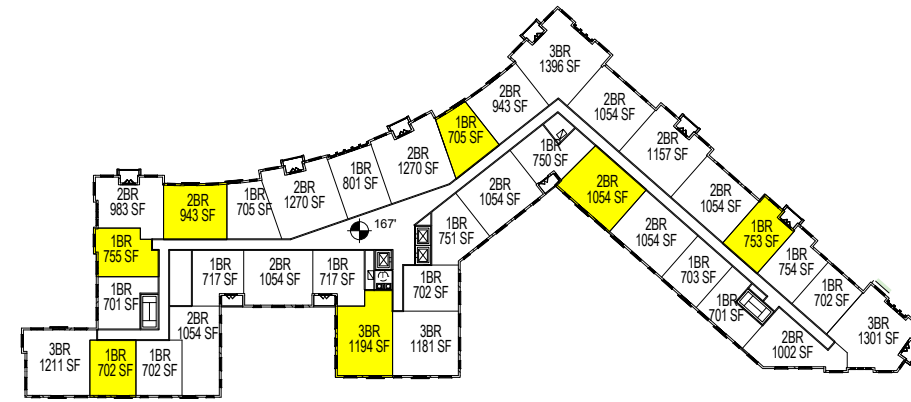 3BR
1396 SF
2BR
943 SF
2BR
1054 SF
1BR
705 SF
2BR
1157 SF
2BR
1270 SF
1BR
750 SF
1BR
801 SF
2BR
1270 SF
2BR
1054 SF
2BR
1054 SF
2BR
1054 SF
2BR
983 SF
2BR
943 SF
1BR
705 SF
167'
1BR
751 SF
2BR
1054 SF
1BR
753 SF
1BR
755 SF
1BR
754 SF
1BR
717 SF
2BR
1054 SF
1BR
717 SF
1BR
702 SF
1BR
703 SF
1BR
702 SF
1BR
701 SF
1BR
701 SF
2BR
1054 SF
3BR
1194 SF
3BR
1181 SF
2BR
1002 SF
3BR
1301 SF
3BR
1211 SF
1BR
702 SF
1BR
702 SF